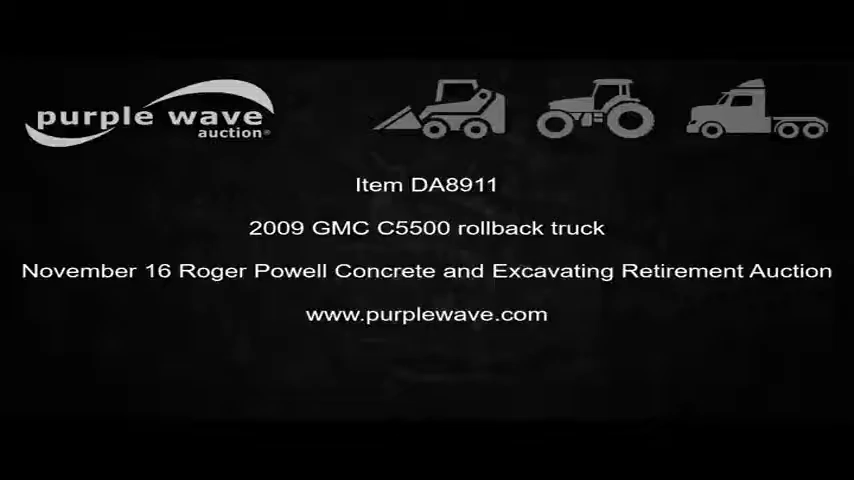 purple wave
auction®
Item DA8911
2009 GMC C5500 rollback truck
November 16 Roger Powell Concrete and Excavating Retirement Auction
www.purplewave.com